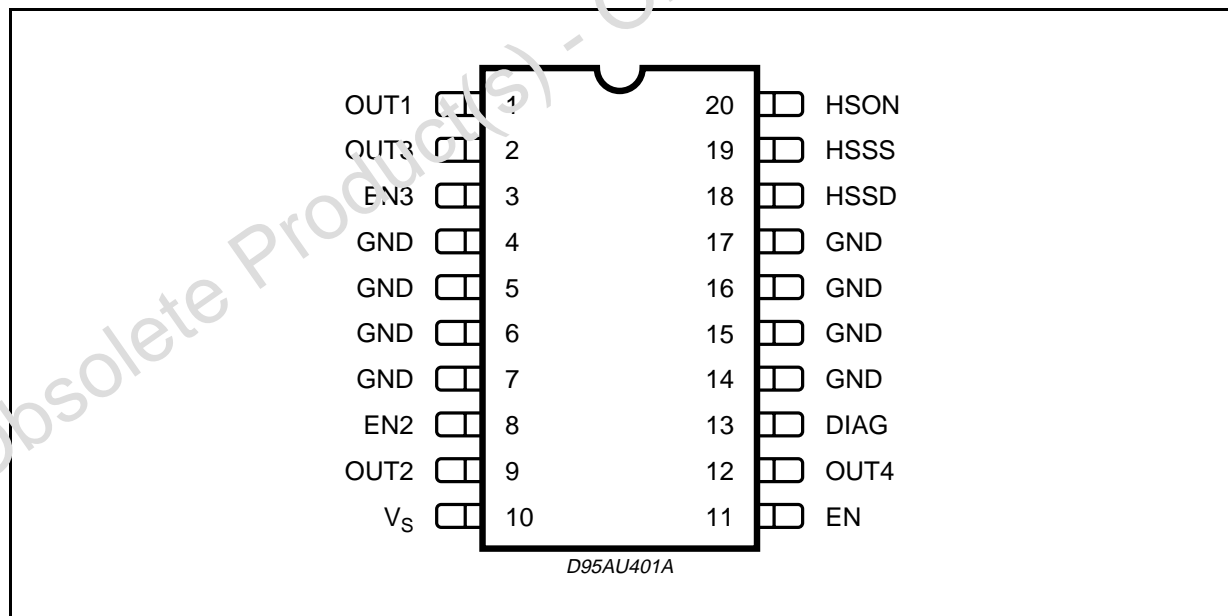 Obsolete Product(s) - O
OUT1 1 20 HSON
OUT3 2 19 HSSS
EN3 3 18 HSSD
GND 4 17 GND
GND 5 16 GND
GND 6 15 GND
GND 7 14 GND
EN2 8 13 DIAG
OUT2 9 12 OUT4
VS 10 11 EN
D95AU401A